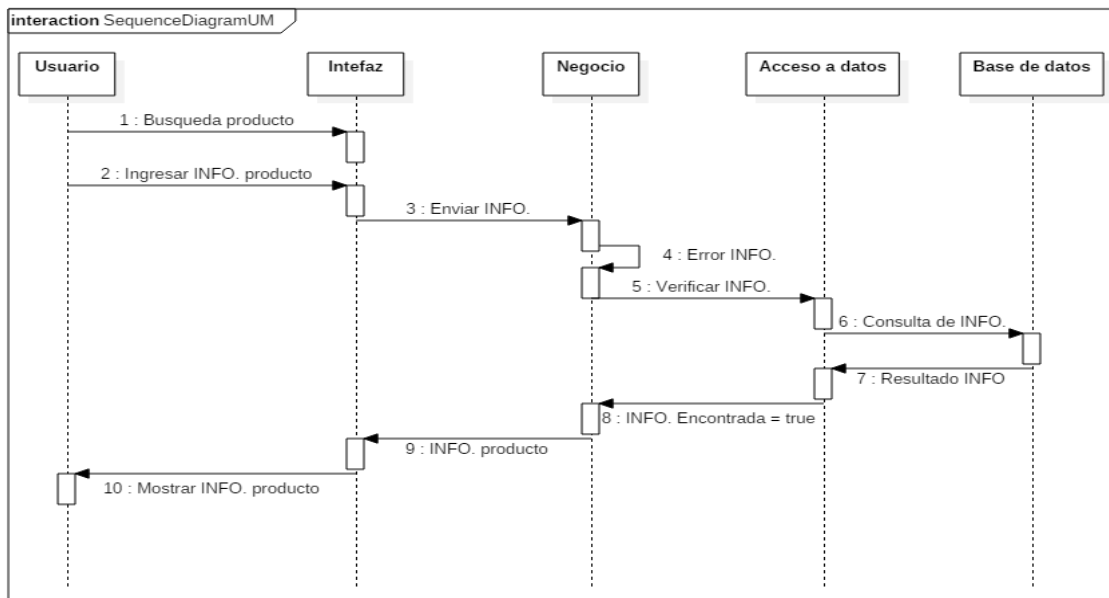 interaction SequenceDiagramUM
Usuario
Intefaz
Negocio
Acceso a datos
Base de datos
1 : Busqueda producto
2 : Ingresar INFO. producto
3 : Enviar INFO.
4 : Error INFO.
5 : Verificar INFO.
6 : Consulta de INFO.
7 : Resultado INFO
8 : INFO. Encontrada = true
9 : INFO. producto
10 : Mostrar INFO. producto